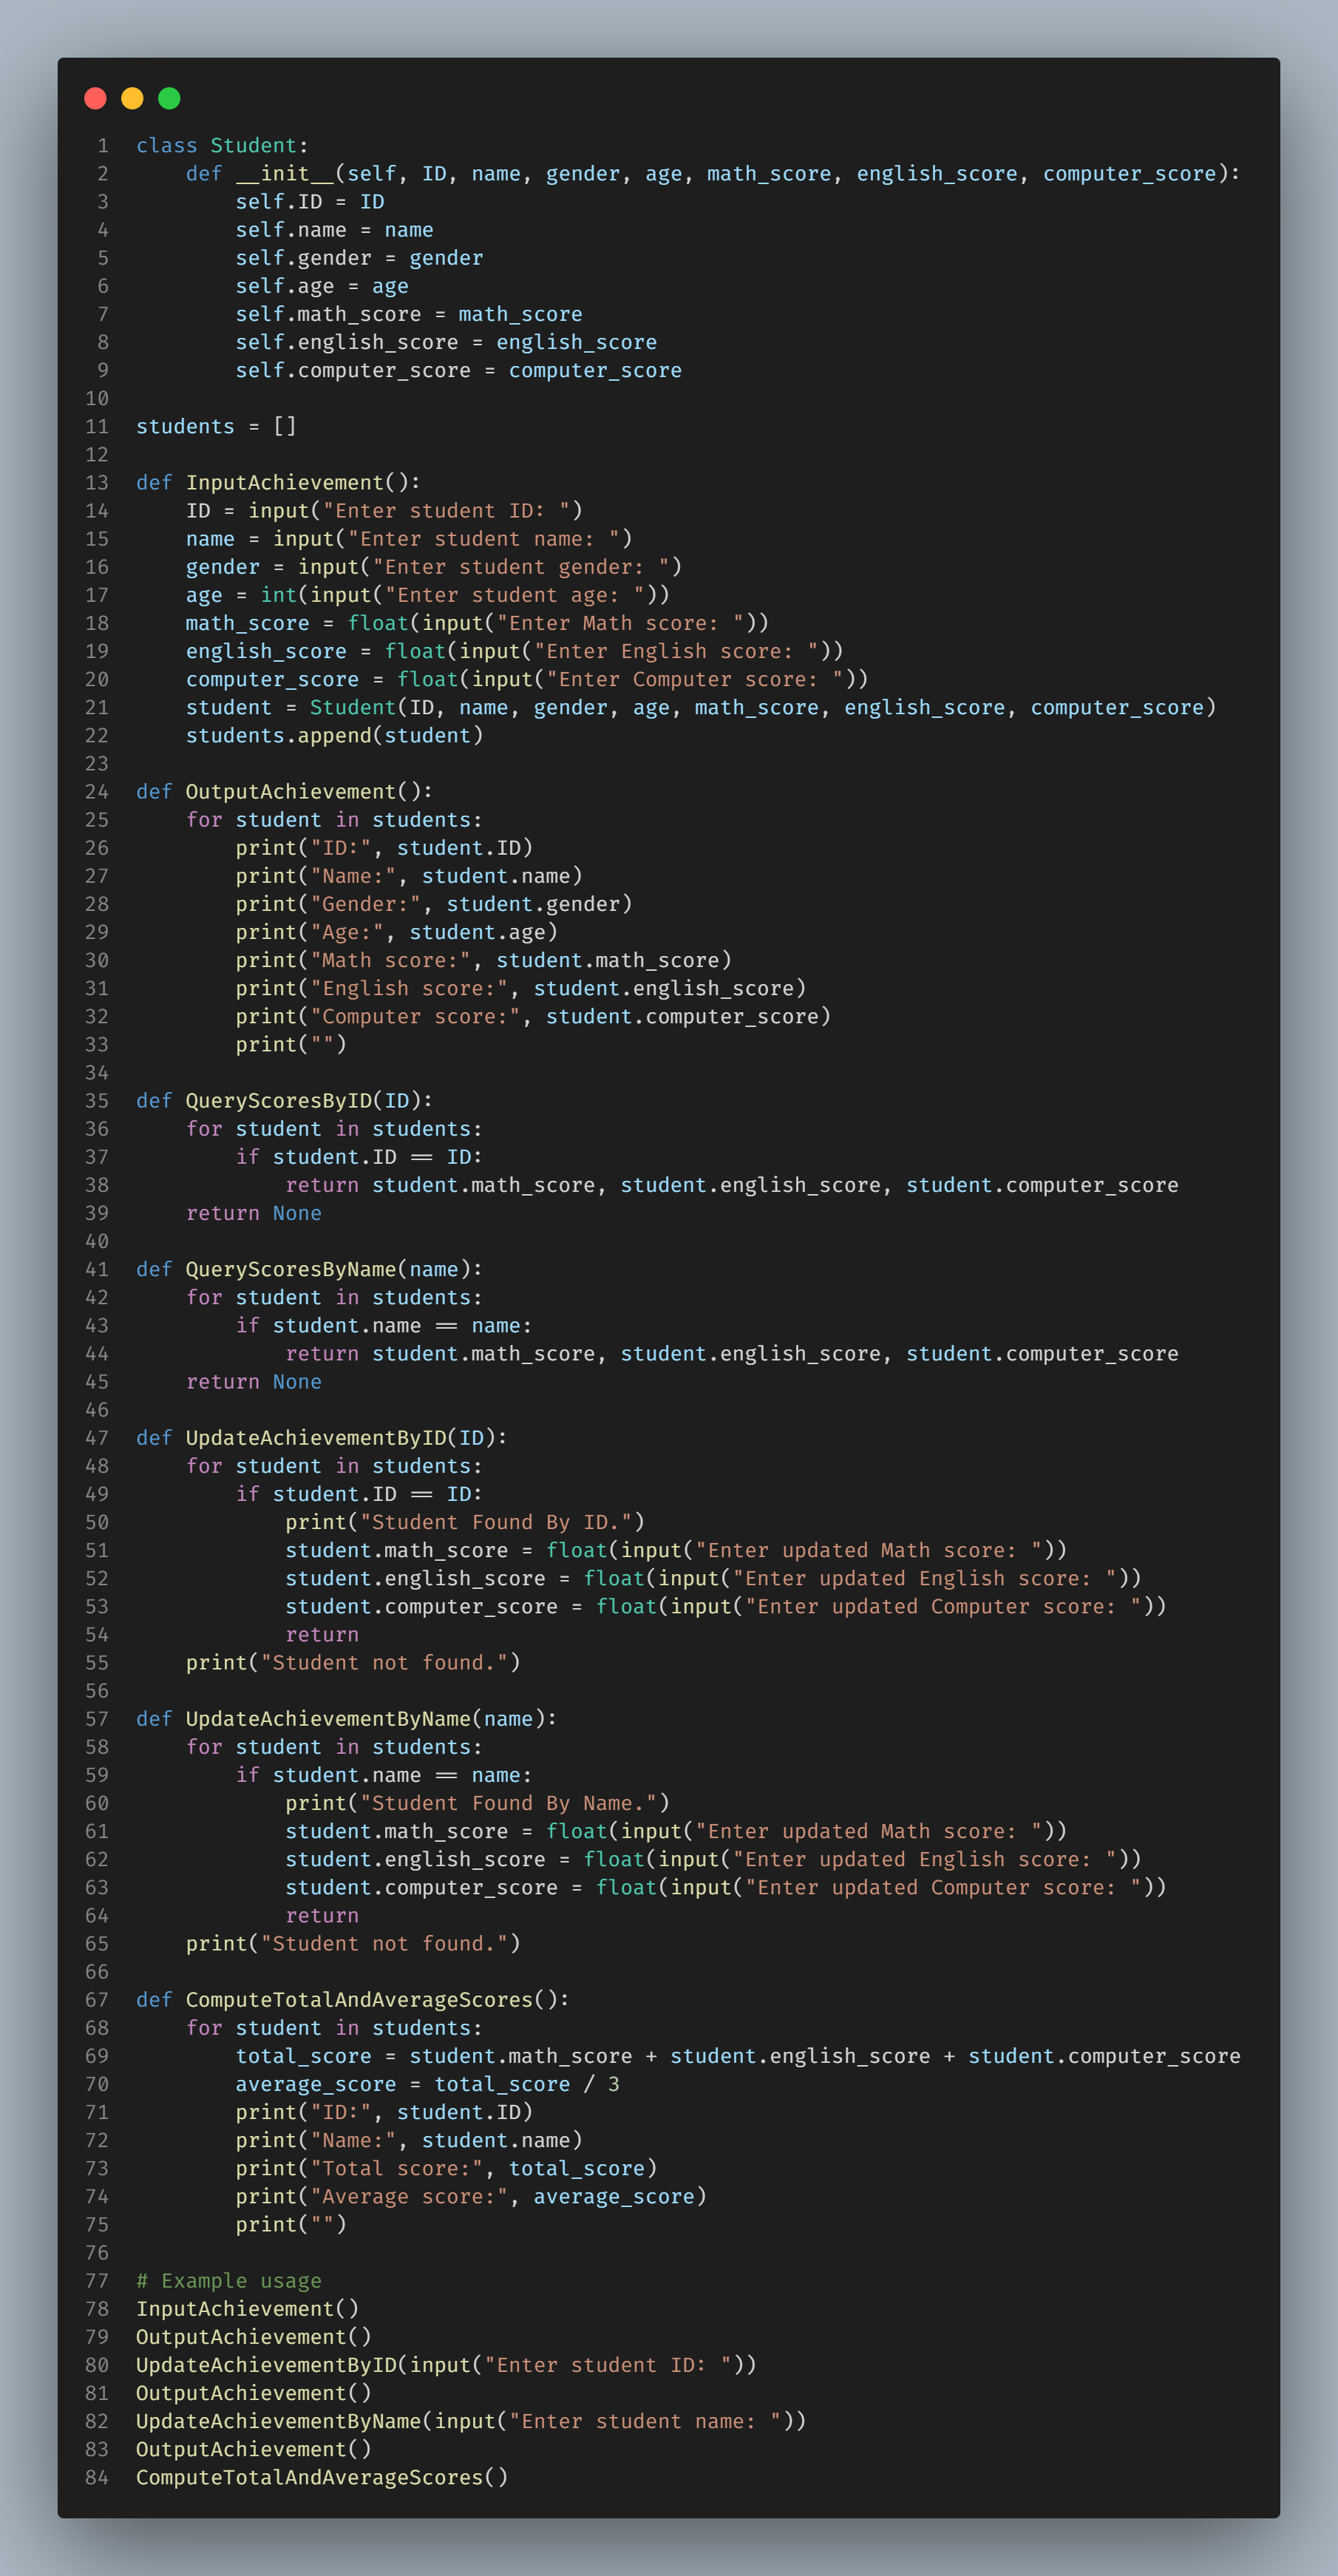 1 class Student:
2     def __init__(self, ID, name, gender, age, math_score, english_score, computer_score):
3         self.ID = ID
4         self.name = name
5         self.gender = gender
6         self.age = age
7         self.math_score = math_score
8         self.english_score = english_score
9         self.computer_score = computer_score
10
11 students = []
12
13 def InputAchievement():
14     ID = input("Enter student ID: ")
15     name = input("Enter student name: ")
16     gender = input("Enter student gender: ")
17     age = int(input("Enter student age: "))
18     math_score = float(input("Enter Math score: "))
19     english_score = float(input("Enter English score: "))
20     computer_score = float(input("Enter Computer score: "))
21     student = Student(ID, name, gender, age, math_score, english_score, computer_score)
22     students.append(student)
23
24 def OutputAchievement():
25     for student in students:
26         print("ID:", student.ID)
27         print("Name:", student.name)
28         print("Gender:", student.gender)
29         print("Age:", student.age)
30         print("Math score:", student.math_score)
31         print("English score:", student.english_score)
32         print("Computer score:", student.computer_score)
33         print("")
34
35 def QueryScoresByID(ID):
36     for student in students:
37         if student.ID == ID:
38             return student.math_score, student.english_score, student.computer_score
39     return None
40
41 def QueryScoresByName(name):
42     for student in students:
43         if student.name == name:
44             return student.math_score, student.english_score, student.computer_score
45     return None
46
47 def UpdateAchievementByID(ID):
48     for student in students:
49         if student.ID == ID:
50             print("Student Found By ID.")
51             student.math_score = float(input("Enter updated Math score: "))
52             student.english_score = float(input("Enter updated English score: "))
53             student.computer_score = float(input("Enter updated Computer score: "))
54             return
55     print("Student not found.")
56
57 def UpdateAchievementByName(name):
58     for student in students:
59         if student.name == name:
60             print("Student Found By Name.")
61             student.math_score = float(input("Enter updated Math score: "))
62             student.english_score = float(input("Enter updated English score: "))
63             student.computer_score = float(input("Enter updated Computer score: "))
64             return
65     print("Student not found.")
66
67 def ComputeTotalAndAverageScores():
68     for student in students:
69         total_score = student.math_score + student.english_score + student.computer_score
70         average_score = total_score / 3
71         print("ID:", student.ID)
72         print("Name:", student.name)
73         print("Total score:", total_score)
74         print("Average score:", average_score)
75         print("")
76
77 # Example usage
78 InputAchievement()
79 OutputAchievement()
80 UpdateAchievementByID(input("Enter student ID: "))
81 OutputAchievement()
82 UpdateAchievementByName(input("Enter student name: "))
83 OutputAchievement()
84 ComputeTotalAndAverageScores()